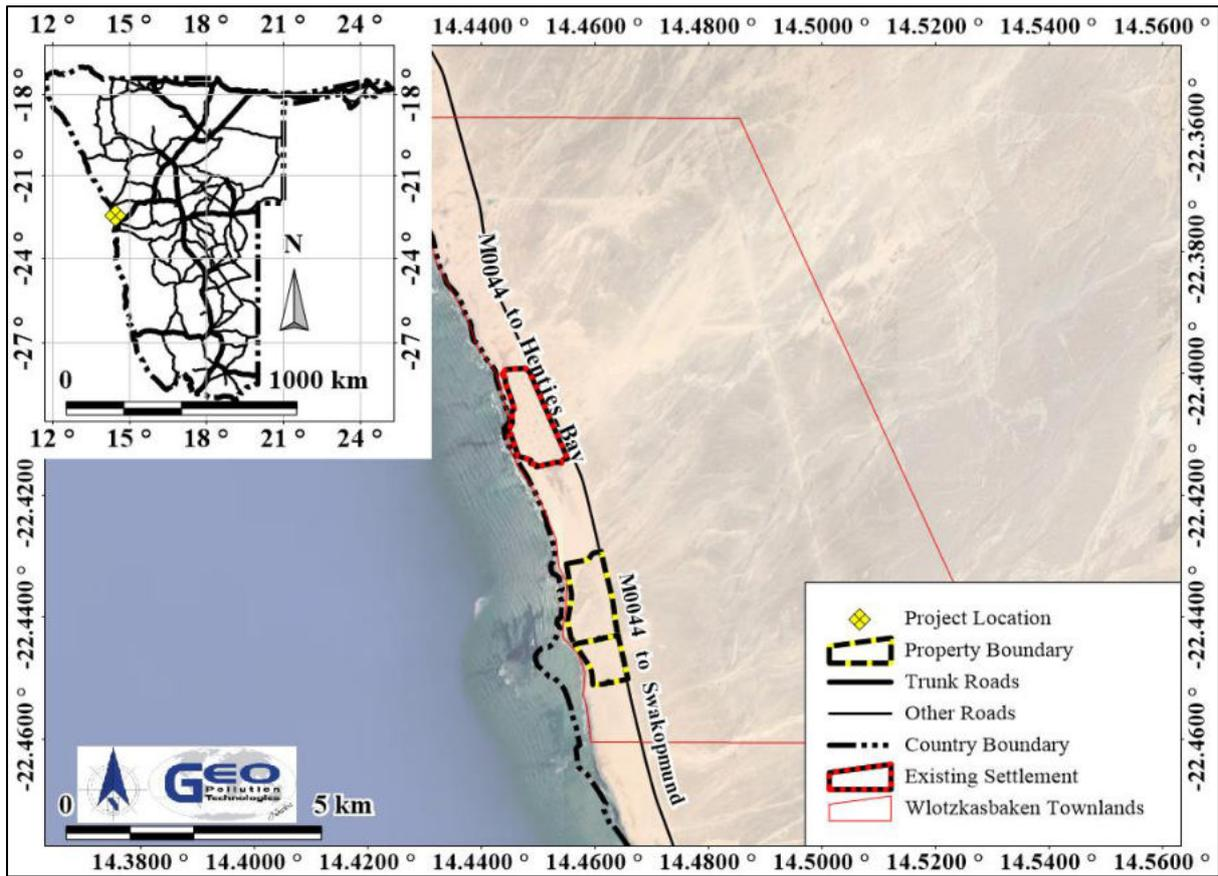 14.4400 ° 14.4600 ° 14.4800 ° 14.5000 ° 14.5200 ° 14.5400 ° 14.5600 °
12 ° 15 ° 18 ° 21 ° 24 °
-18 ° -21 ° -24 ° -27 °
-18 ° -21 ° -24 ° -27 °
N
0 1000 km
12 ° 15 ° 18 ° 21 ° 24 °
-22.3600 ° -22.3800 ° -22.4000 ° -22.4200 ° -22.4400 ° -22.4600 °
-22.4200 ° -22.4400 ° -22.4600 °
M0044 to Henties Bay
M0044 to Swakopmund
Project Location
Property Boundary
Trunk Roads
Other Roads
Country Boundary
Existing Settlement
Wlotzkasbaken Townlands
GEO
Pollution
Technologies
0 5 km
14.3800 ° 14.4000 ° 14.4200 ° 14.4400 ° 14.4600 ° 14.4800 ° 14.5000 ° 14.5200 ° 14.5400 ° 14.5600 °